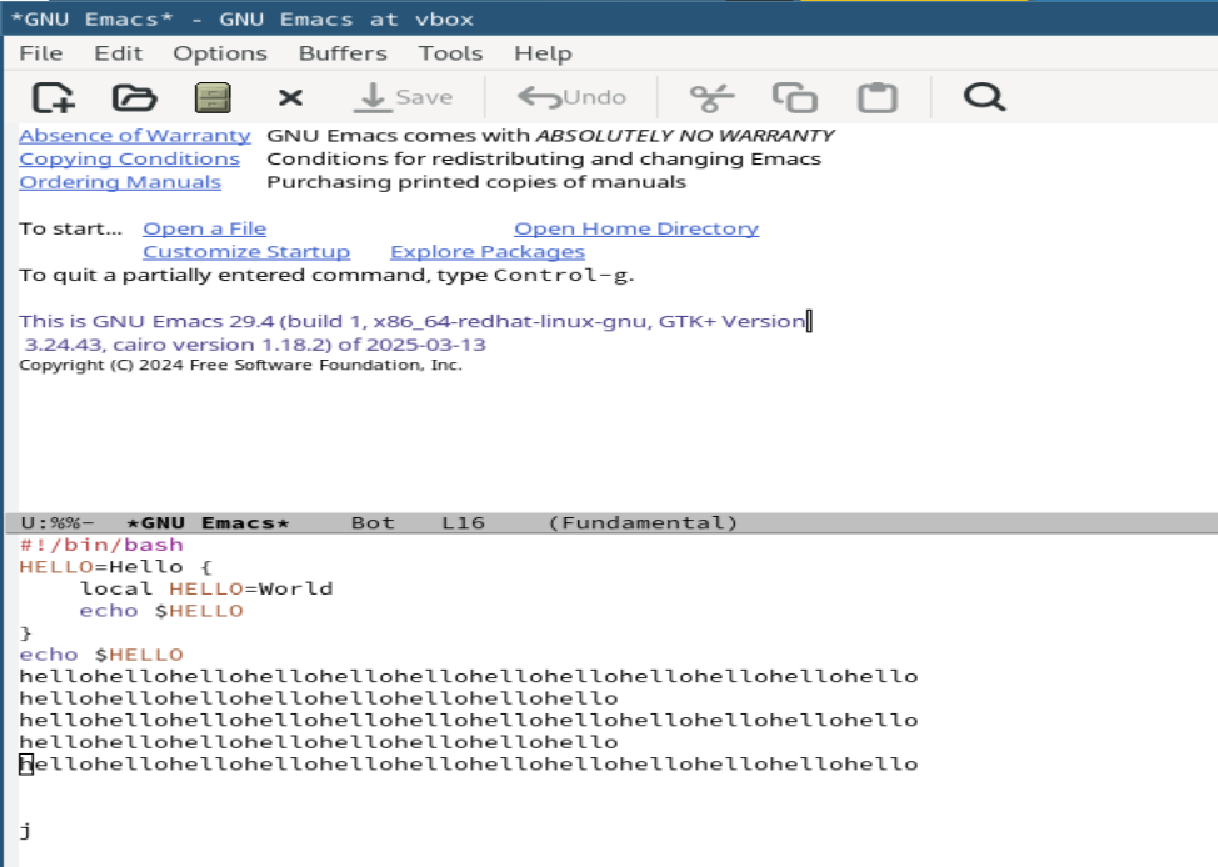 *GNU Emacs* - GNU Emacs at vbox
File Edit Options Buffers Tools Help
Save Undo
Absence of Warranty GNU Emacs comes with ABSOLUTELY NO WARRANTY
Copying Conditions Conditions for redistributing and changing Emacs
Ordering Manuals Purchasing printed copies of manuals
To start... Open a File Open Home Directory
Customize Startup Explore Packages
To quit a partially entered command, type Control-g.
This is GNU Emacs 29.4 (build 1, x86_64-redhat-linux-gnu, GTK+ Version
3.24.43, cairo version 1.18.2) of 2025-03-13
Copyright (C) 2024 Free Software Foundation, Inc.
U:%%- *GNU Emacs* Bot L16 (Fundamental)
#!/bin/bash
HELLO=Hello {
local HELLO=World
echo $HELLO
}
echo $HELLO
hellohellohellohellohellohellohellohellohellohellohellohello
hellohellohellohellohellohellohellohello
hellohellohellohellohellohellohellohellohellohellohellohello
hellohellohellohellohellohellohellohello
hellohellohellohellohellohellohellohellohellohellohellohello
j